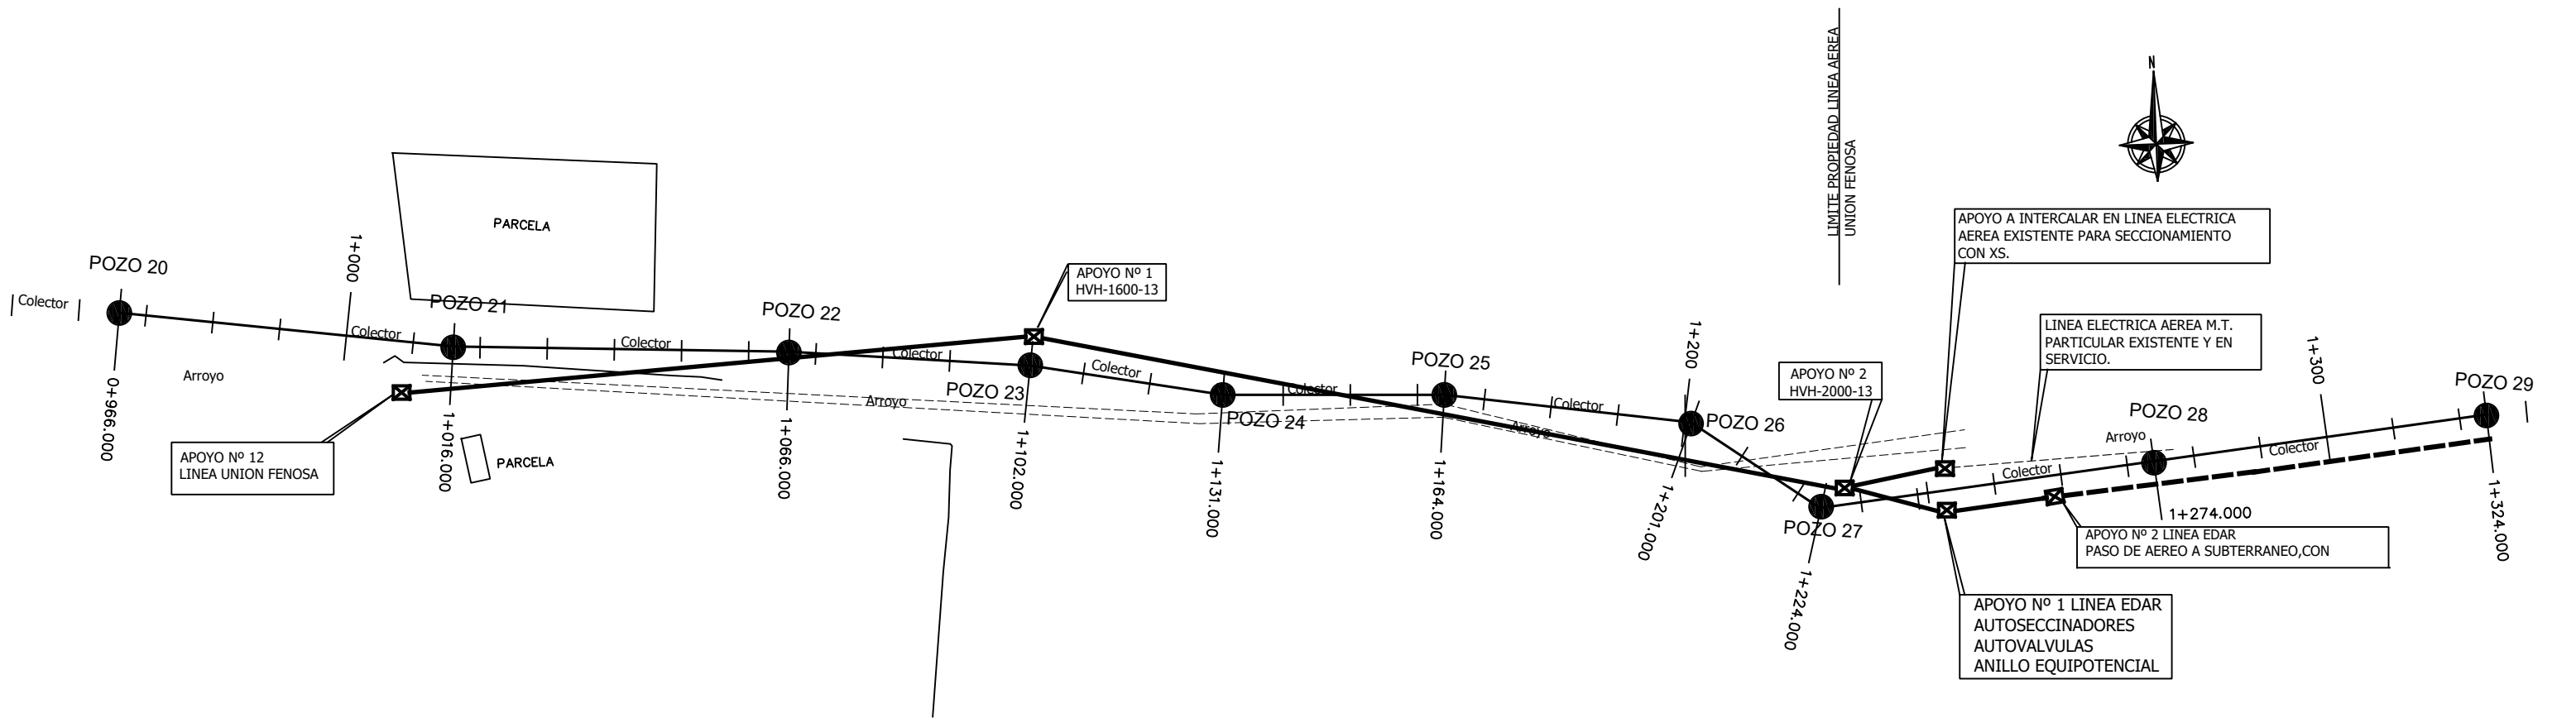 LIMITE PROPIEDAD LINEA AEREA
UNION FENOSA
N
APOYO A INTERCALAR EN LINEA ELECTRICA
AEREA EXISTENTE PARA SECCIONAMIENTO
CON XS.
PARCELA
1+000
POZO 20
Colector
Colector
POZO 21
POZO 22
Colector
APOYO Nº 1
HVH-1600-13
Colector
Colector
POZO 23
Arroyo
Arroyo
POZO 24
Colector
POZO 25
Colector
1+200
POZO 26
Arroyo
APOYO Nº 2
HVH-2000-13
LINEA ELECTRICA AEREA M.T.
PARTICULAR EXISTENTE Y EN
SERVICIO.
1+300
POZO 29
POZO 28
Arroyo
Colector
Colector
POZO 27
0+966.000
1+016.000
1+066.000
1+102.000
1+131.000
1+164.000
1+201.000
1+224.000
1+274.000
1+324.000
APOYO Nº 12
LINEA UNION FENOSA
PARCELA
APOYO Nº 2 LINEA EDAR
PASO DE AEREO A SUBTERRANEO,CON
APOYO Nº 1 LINEA EDAR
AUTOSECCINADORES
AUTOVALVULAS
ANILLO EQUIPOTENCIAL